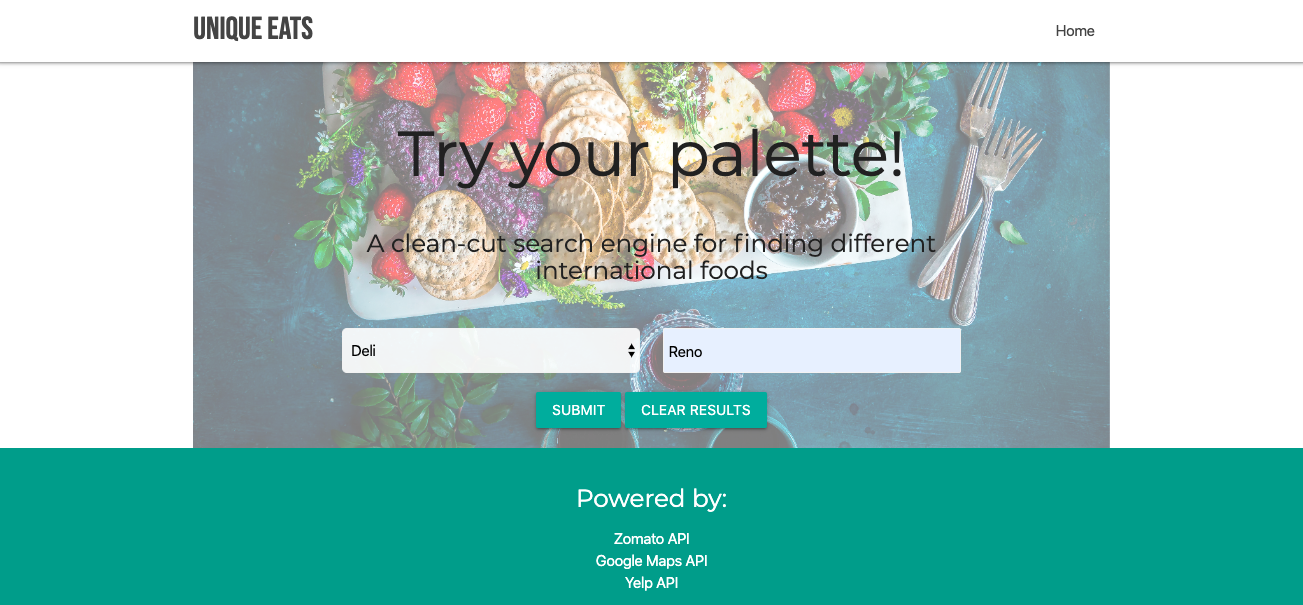 UNIQUE EATS
Home
Try your palette!
A clean-cut search engine for finding different
international foods
Deli
Reno
SUBMIT
CLEAR RESULTS
Powered by:
Zomato API
Google Maps API
Yelp API